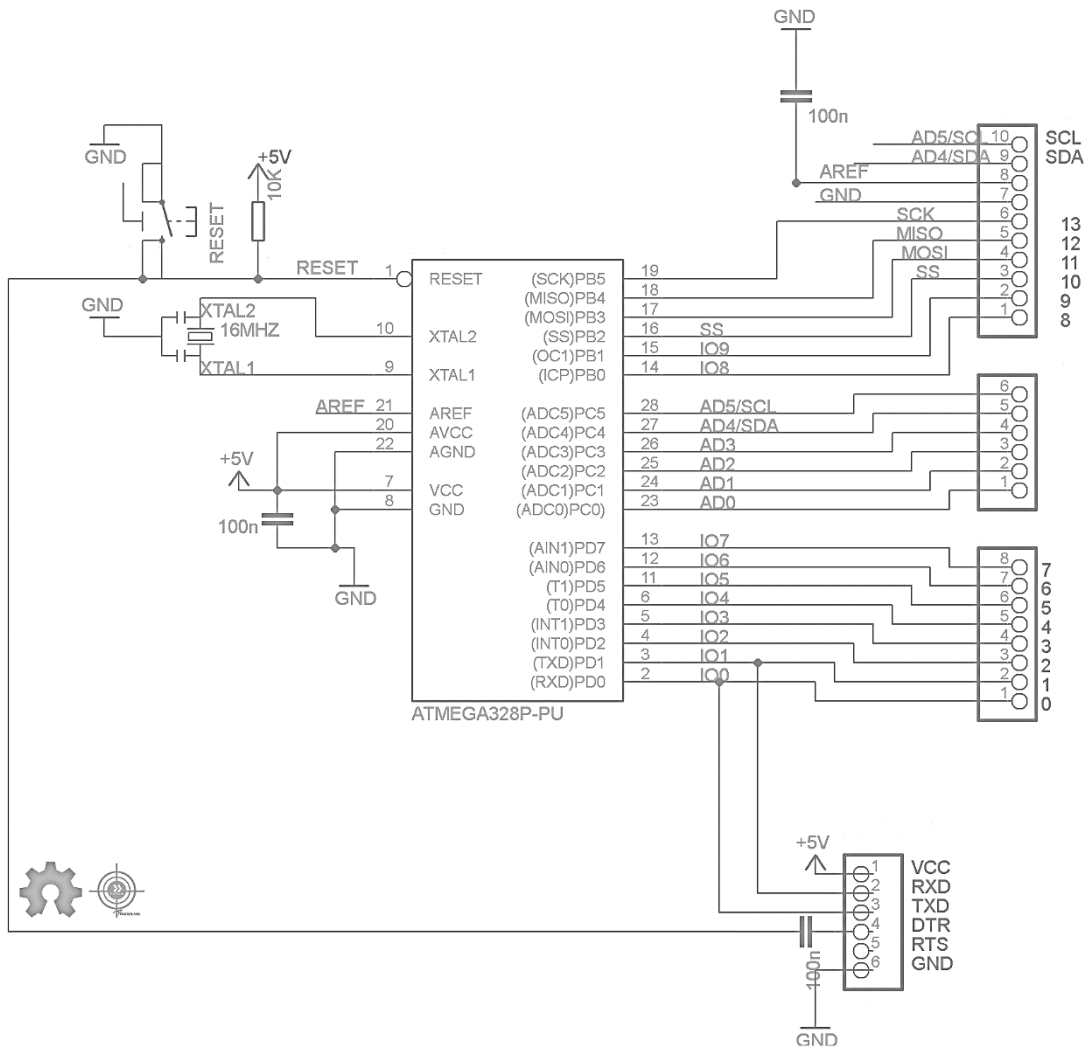 GND
100n
AD5/SCL 10 SCL
AD4/SDA 9 SDA
AREF 8
GND 7
SCK 6 13
MISO 5 12
MOSI 4 11
SS 3 10
2 9
1 8
GND
+5V
10K
RESET
RESET 1 RESET
GND
XTAL2
16MHZ
XTAL1
10 XTAL2
9 XTAL1
AREF 21 AREF
20 AVCC
22 AGND
+5V
7 VCC
8 GND
100n
GND
(SCK)PB5 19
(MISO)PB4 18
(MOSI)PB3 17
(SS)PB2 16 SS
(OC1)PB1 15 IO9
(ICP)PB0 14 IO8
(ADC5)PC5 28 AD5/SCL
(ADC4)PC4 27 AD4/SDA
(ADC3)PC3 26 AD3
(ADC2)PC2 25 AD2
(ADC1)PC1 24 AD1
(ADC0)PC0) 23 AD0
6
5
4
3
2
1
(AIN1)PD7 13 IO7
(AIN0)PD6 12 IO6
(T1)PD5 11 IO5
(T0)PD4 6 IO4
(INT1)PD3 5 IO3
(INT0)PD2 4 IO2
(TXD)PD1 3 IO1
(RXD)PD0 2 IO0
8 7
7 6
6 5
5 4
4 3
3 2
2 1
1 0
ATMEGA328P-PU
+5V
1 VCC
2 RXD
3 TXD
4 DTR
5 RTS
6 GND
100n
GND